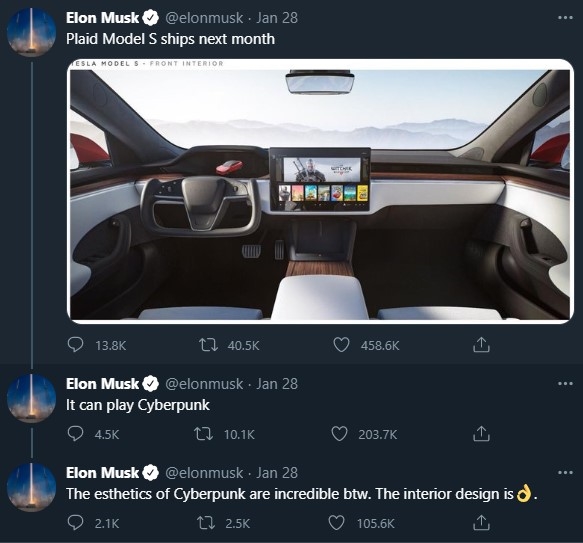 Elon Musk @elonmusk · Jan 28
Plaid Model S ships next month
TESLA MODEL S - FRONT INTERIOR
THE WITCHER
13.8K 40.5K 458.6K
Elon Musk @elonmusk · Jan 28
It can play Cyberpunk
4.5K 10.1K 203.7K
Elon Musk @elonmusk · Jan 28
The esthetics of Cyberpunk are incredible btw. The interior design is👌.
2.1K 2.5K 105.6K